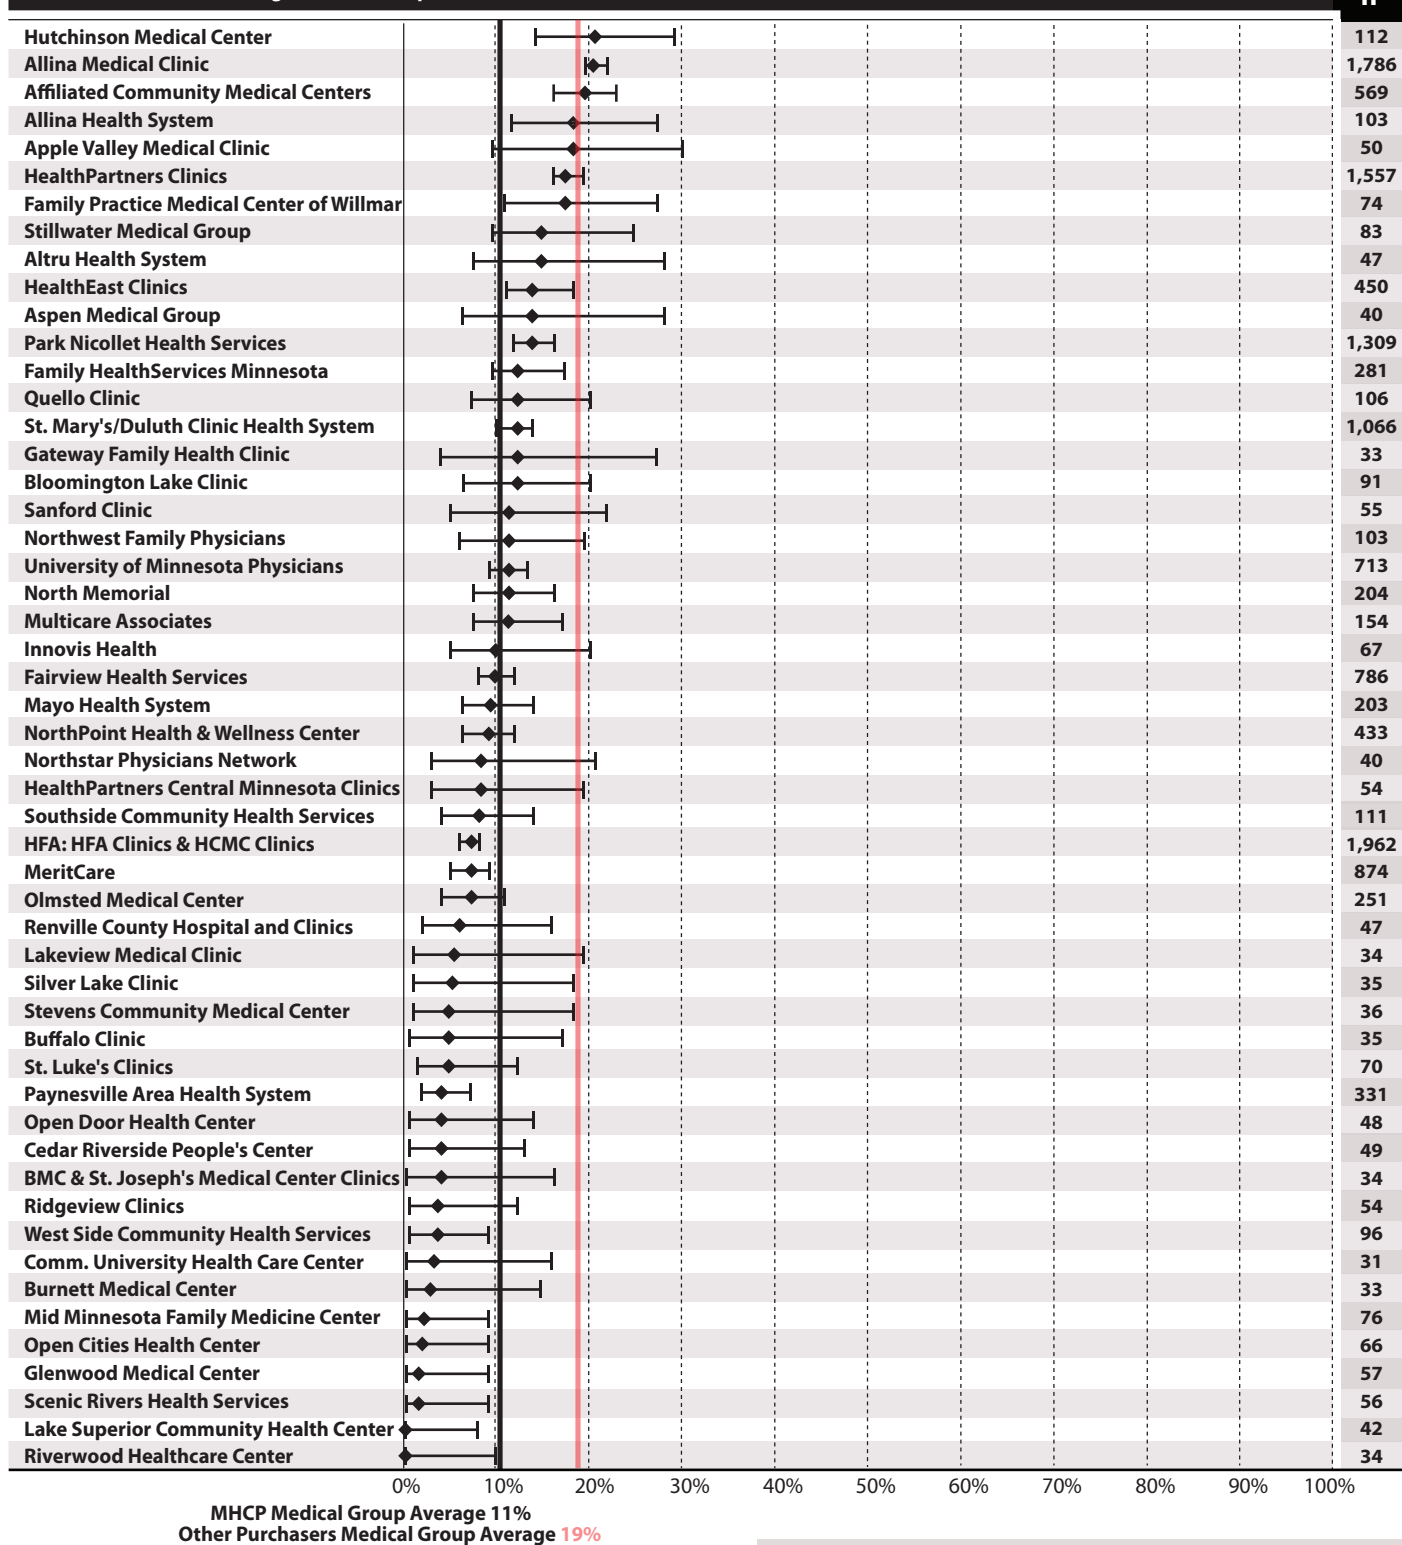 n
Hutchinson Medical Center 112
Allina Medical Clinic 1,786
Affiliated Community Medical Centers 569
Allina Health System 103
Apple Valley Medical Clinic 50
HealthPartners Clinics 1,557
Family Practice Medical Center of Willmar 74
Stillwater Medical Group 83
Altru Health System 47
HealthEast Clinics 450
Aspen Medical Group 40
Park Nicollet Health Services 1,309
Family HealthServices Minnesota 281
Quello Clinic 106
St. Mary's/Duluth Clinic Health System 1,066
Gateway Family Health Clinic 33
Bloomington Lake Clinic 91
Sanford Clinic 55
Northwest Family Physicians 103
University of Minnesota Physicians 713
North Memorial 204
Multicare Associates 154
Innovis Health 67
Fairview Health Services 786
Mayo Health System 203
NorthPoint Health & Wellness Center 433
Northstar Physicians Network 40
HealthPartners Central Minnesota Clinics 54
Southside Community Health Services 111
HFA: HFA Clinics & HCMC Clinics 1,962
MeritCare 874
Olmsted Medical Center 251
Renville County Hospital and Clinics 47
Lakeview Medical Clinic 34
Silver Lake Clinic 35
Stevens Community Medical Center 36
Buffalo Clinic 35
St. Luke's Clinics 70
Paynesville Area Health System 331
Open Door Health Center 48
Cedar Riverside People's Center 49
BMC & St. Joseph's Medical Center Clinics 34
Ridgeview Clinics 54
West Side Community Health Services 96
Comm. University Health Care Center 31
Burnett Medical Center 33
Mid Minnesota Family Medicine Center 76
Open Cities Health Center 66
Glenwood Medical Center 57
Scenic Rivers Health Services 56
Lake Superior Community Health Center 42
Riverwood Healthcare Center 34
0% 10% 20% 30% 40% 50% 60% 70% 80% 90% 100%
MHCP Medical Group Average 11%
Other Purchasers Medical Group Average 19%